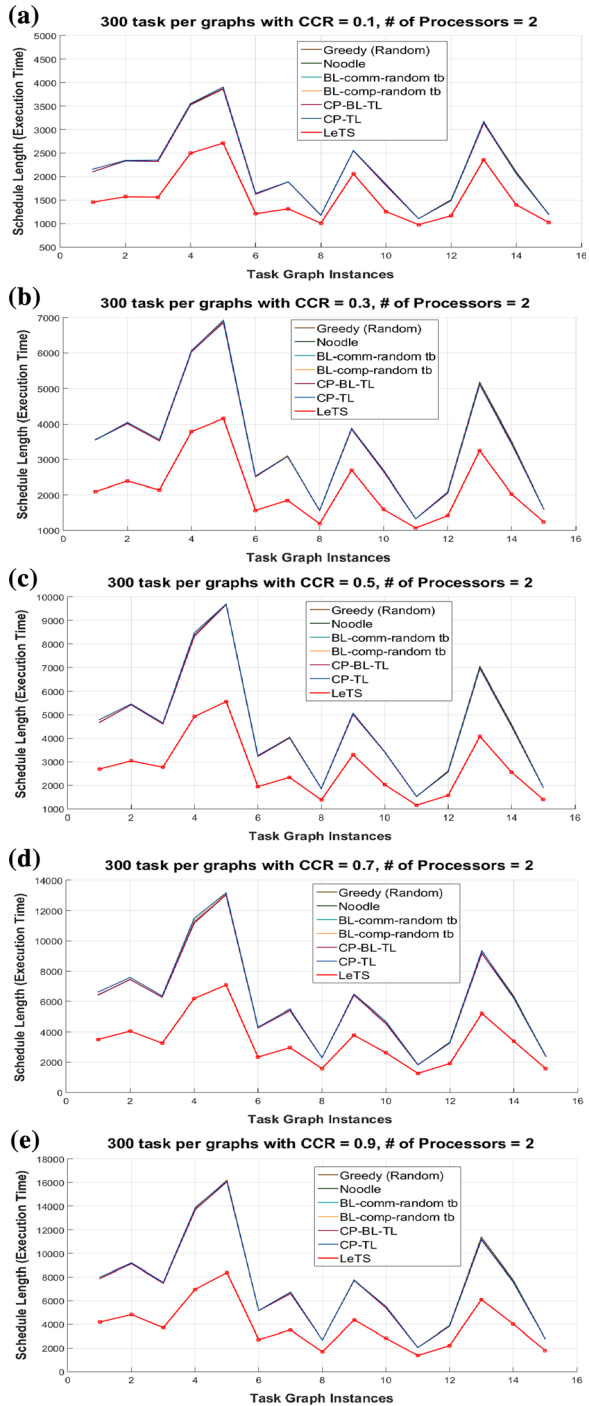 (a)
300 task per graphs with CCR = 0.1, # of Processors = 2
Schedule Length (Execution Time)
5000
4500
4000
3500
3000
2500
2000
1500
1000
500
Greedy (Random)
Noodle
BL-comm-random tb
BL-comp-random tb
CP-BL-TL
CP-TL
LeTS
0 2 4 6 8 10 12 14 16
Task Graph Instances
(b)
300 task per graphs with CCR = 0.3, # of Processors = 2
Schedule Length (Execution Time)
7000
6000
5000
4000
3000
2000
1000
Greedy (Random)
Noodle
BL-comm-random tb
BL-comp-random tb
CP-BL-TL
CP-TL
LeTS
0 2 4 6 8 10 12 14 16
Task Graph Instances
(c)
300 task per graphs with CCR = 0.5, # of Processors = 2
Schedule Length (Execution Time)
10000
9000
8000
7000
6000
5000
4000
3000
2000
1000
Greedy (Random)
Noodle
BL-comm-random tb
BL-comp-random tb
CP-BL-TL
CP-TL
LeTS
0 2 4 6 8 10 12 14 16
Task Graph Instances
(d)
300 task per graphs with CCR = 0.7, # of Processors = 2
Schedule Length (Execution Time)
14000
12000
10000
8000
6000
4000
2000
0
Greedy (Random)
Noodle
BL-comm-random tb
BL-comp-random tb
CP-BL-TL
CP-TL
LeTS
0 2 4 6 8 10 12 14 16
Task Graph Instances
(e)
300 task per graphs with CCR = 0.9, # of Processors = 2
Schedule Length (Execution Time)
18000
16000
14000
12000
10000
8000
6000
4000
2000
0
Greedy (Random)
Noodle
BL-comm-random tb
BL-comp-random tb
CP-BL-TL
CP-TL
LeTS
0 2 4 6 8 10 12 14 16
Task Graph Instances